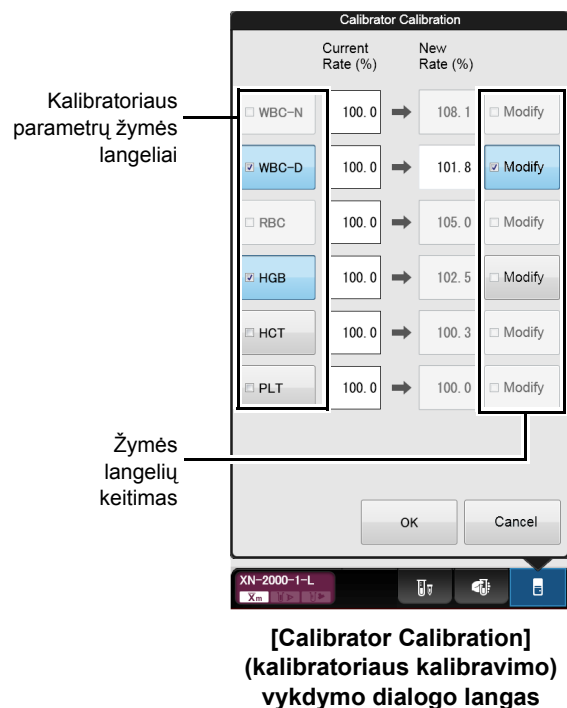 Calibrator Calibration
Current Rate (%)
New Rate (%)
Kalibratoriaus
parametrų žymės
langeliai
WBC-N 100.0 108.1 Modify
WBC-D 100.0 101.8 Modify
RBC 100.0 105.0 Modify
HGB 100.0 102.5 Modify
HCT 100.0 100.3 Modify
PLT 100.0 100.0 Modify
Žymės
langelių
keitimas
OK Cancel
XN-2000-1-L
Xm
[Calibrator Calibration]
(kalibratoriaus kalibravimo)
vykdymo dialogo langas